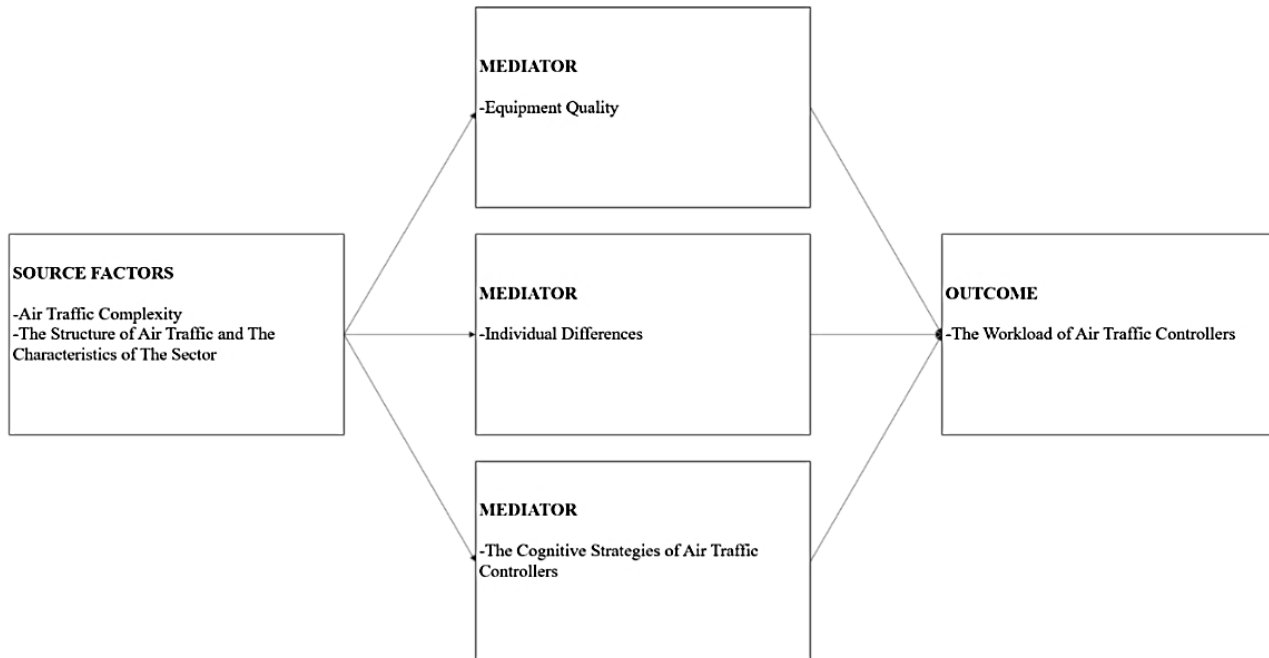 MEDIATOR
-Equipment Quality
SOURCE FACTORS
-Air Traffic Complexity
-The Structure of Air Traffic and The
Characteristics of The Sector
MEDIATOR
-Individual Differences
OUTCOME
-The Workload of Air Traffic Controllers
MEDIATOR
-The Cognitive Strategies of Air Traffic
Controllers